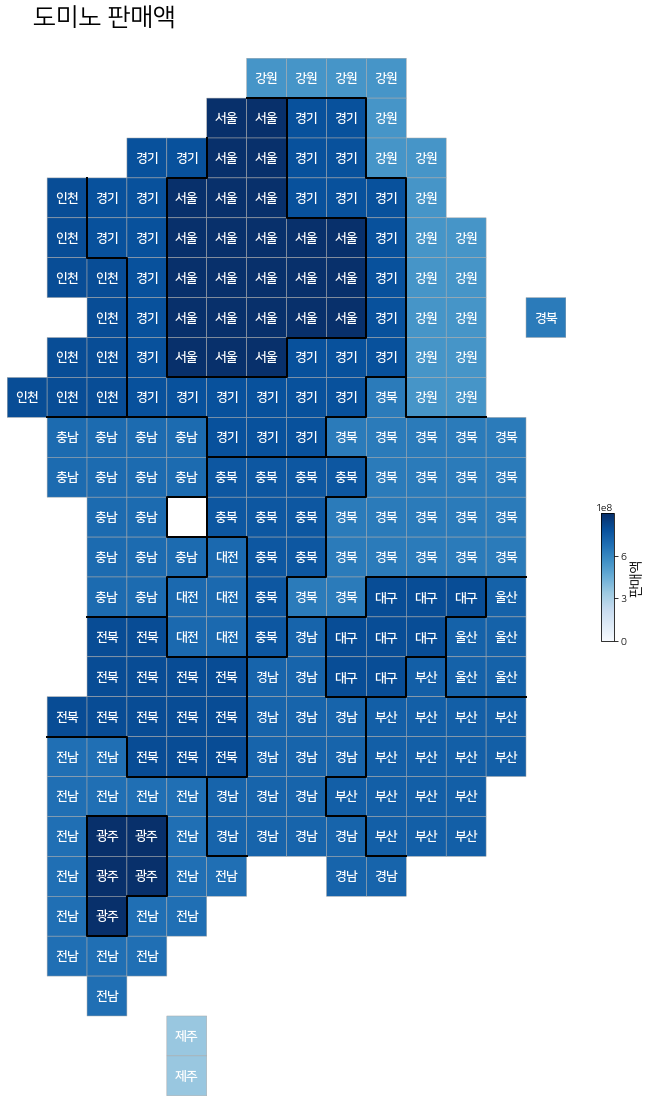 도미노 판매액
강원 강원 강원 강원
서울 서울 경기 경기 강원
경기 경기 서울 서울 경기 경기 강원 강원
인천 경기 경기 서울 서울 서울 경기 경기 경기 강원
인천 경기 경기 서울 서울 서울 서울 서울 경기 강원 강원
인천 인천 경기 서울 서울 서울 서울 서울 경기 강원 강원
인천 경기 서울 서울 서울 서울 서울 경기 강원 강원 경북
인천 인천 경기 서울 서울 서울 경기 경기 경기 강원 강원
인천 인천 인천 경기 경기 경기 경기 경기 경기 경북 강원 강원
충남 충남 충남 충남 경기 경기 경기 경북 경북 경북 경북 경북
충남 충남 충남 충남 충북 충북 충북 충북 경북 경북 경북 경북
충남 충남 충북 충북 충북 경북 경북 경북 경북 경북
충남 충남 충남 대전 충북 충북 경북 경북 경북 경북 경북
충남 충남 대전 대전 충북 경북 경북 대구 대구 대구 울산
전북 전북 대전 대전 충북 경남 대구 대구 대구 울산 울산
전북 전북 전북 전북 경남 경남 대구 대구 부산 울산 울산
전북 전북 전북 전북 전북 경남 경남 경남 부산 부산 부산 부산
전남 전남 전북 전북 전북 경남 경남 경남 부산 부산 부산 부산
전남 전남 전남 전남 경남 경남 경남 부산 부산 부산 부산
전남 광주 광주 전남 경남 경남 경남 경남 부산 부산 부산
전남 광주 광주 전남 전남 경남 경남
전남 광주 전남 전남
전남 전남 전남
전남
제주
제주
1e8
6
3
0
판매액